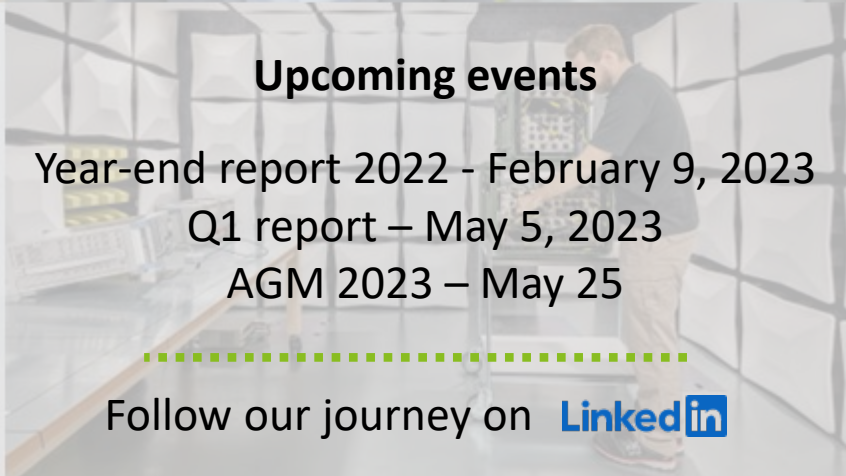 Upcoming events
Year-end report 2022 - February 9, 2023
Q1 report – May 5, 2023
AGM 2023 – May 25
Follow our journey on LinkedIn